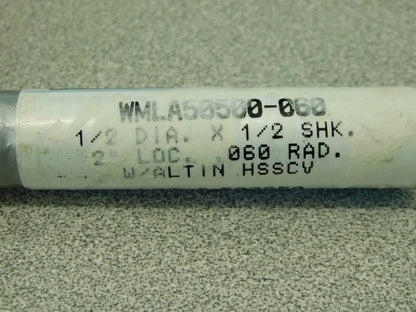 WMLA50500-060
1/2 DIA. X 1/2 SHK.
2" LOC. .060 RAD.
W/ALTIN HSSCV